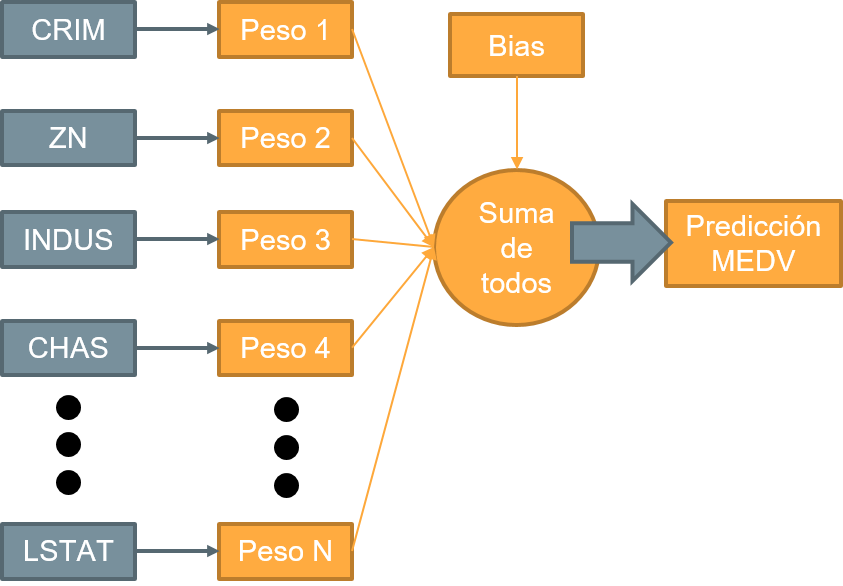 CRIM
Peso 1
Bias
ZN
Peso 2
INDUS
Peso 3
Suma
de
todos
Predicción
MEDV
CHAS
Peso 4
LSTAT
Peso N